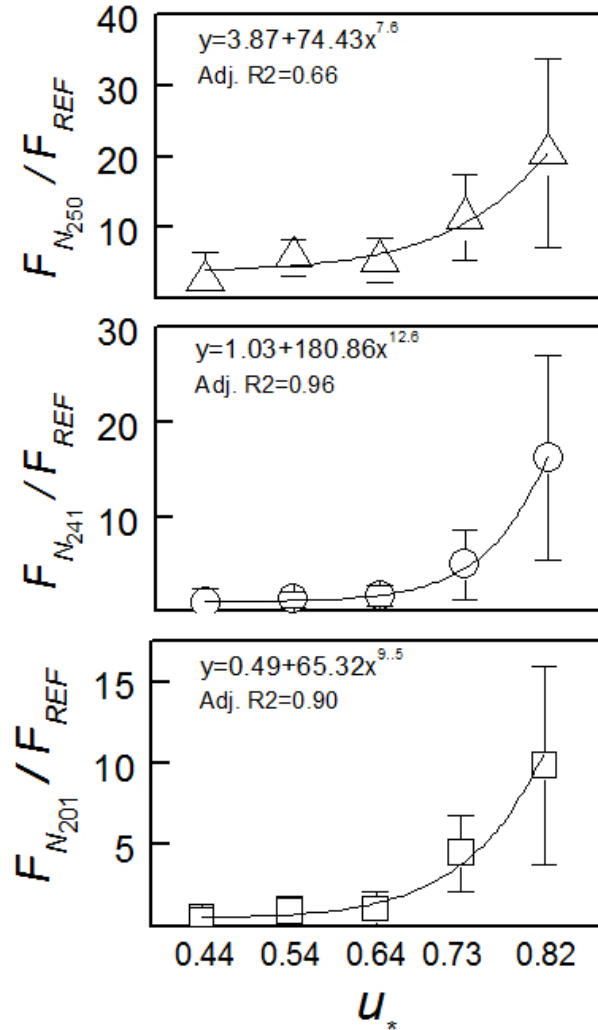 40
y=3.87+74.43x^7.6
Adj. R2=0.66
30
20
10
F_N250 / F_REF
30
y=1.03+180.86x^12.6
Adj. R2=0.96
20
10
F_N241 / F_REF
y=0.49+65.32x^9..5
Adj. R2=0.90
15
10
5
F_N201 / F_REF
0.44 0.54 0.64 0.73 0.82
u_*